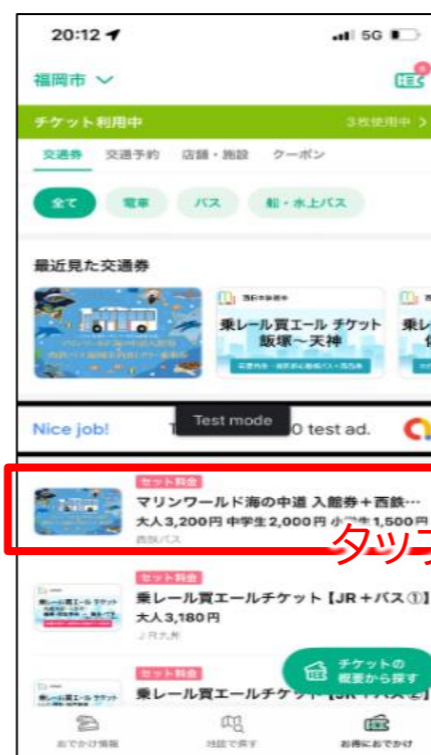 20:12
5G
福岡市
チケット利用中
3枚使用中 >
交通券 交通予約 店舗・施設 クーポン
全て 電車 バス 船・水上バス
最近見た交通券
乗レール買エール チケット
飯塚～天神
Nice job!
Test mode
0 test ad.
セット料金
マリンワールド海の中道 入館券＋西鉄…
大人3,200円 中学生2,000円 小学生1,500円
西鉄バス
タップ
セット料金
乗レール買エールチケット【JR＋バス①】
大人3,180円
JR九州
チケットの
概要から探す
セット料金
乗レール買エールチケット【JR＋バス②】
おでかけ情報 地図で探す お得におでかけ